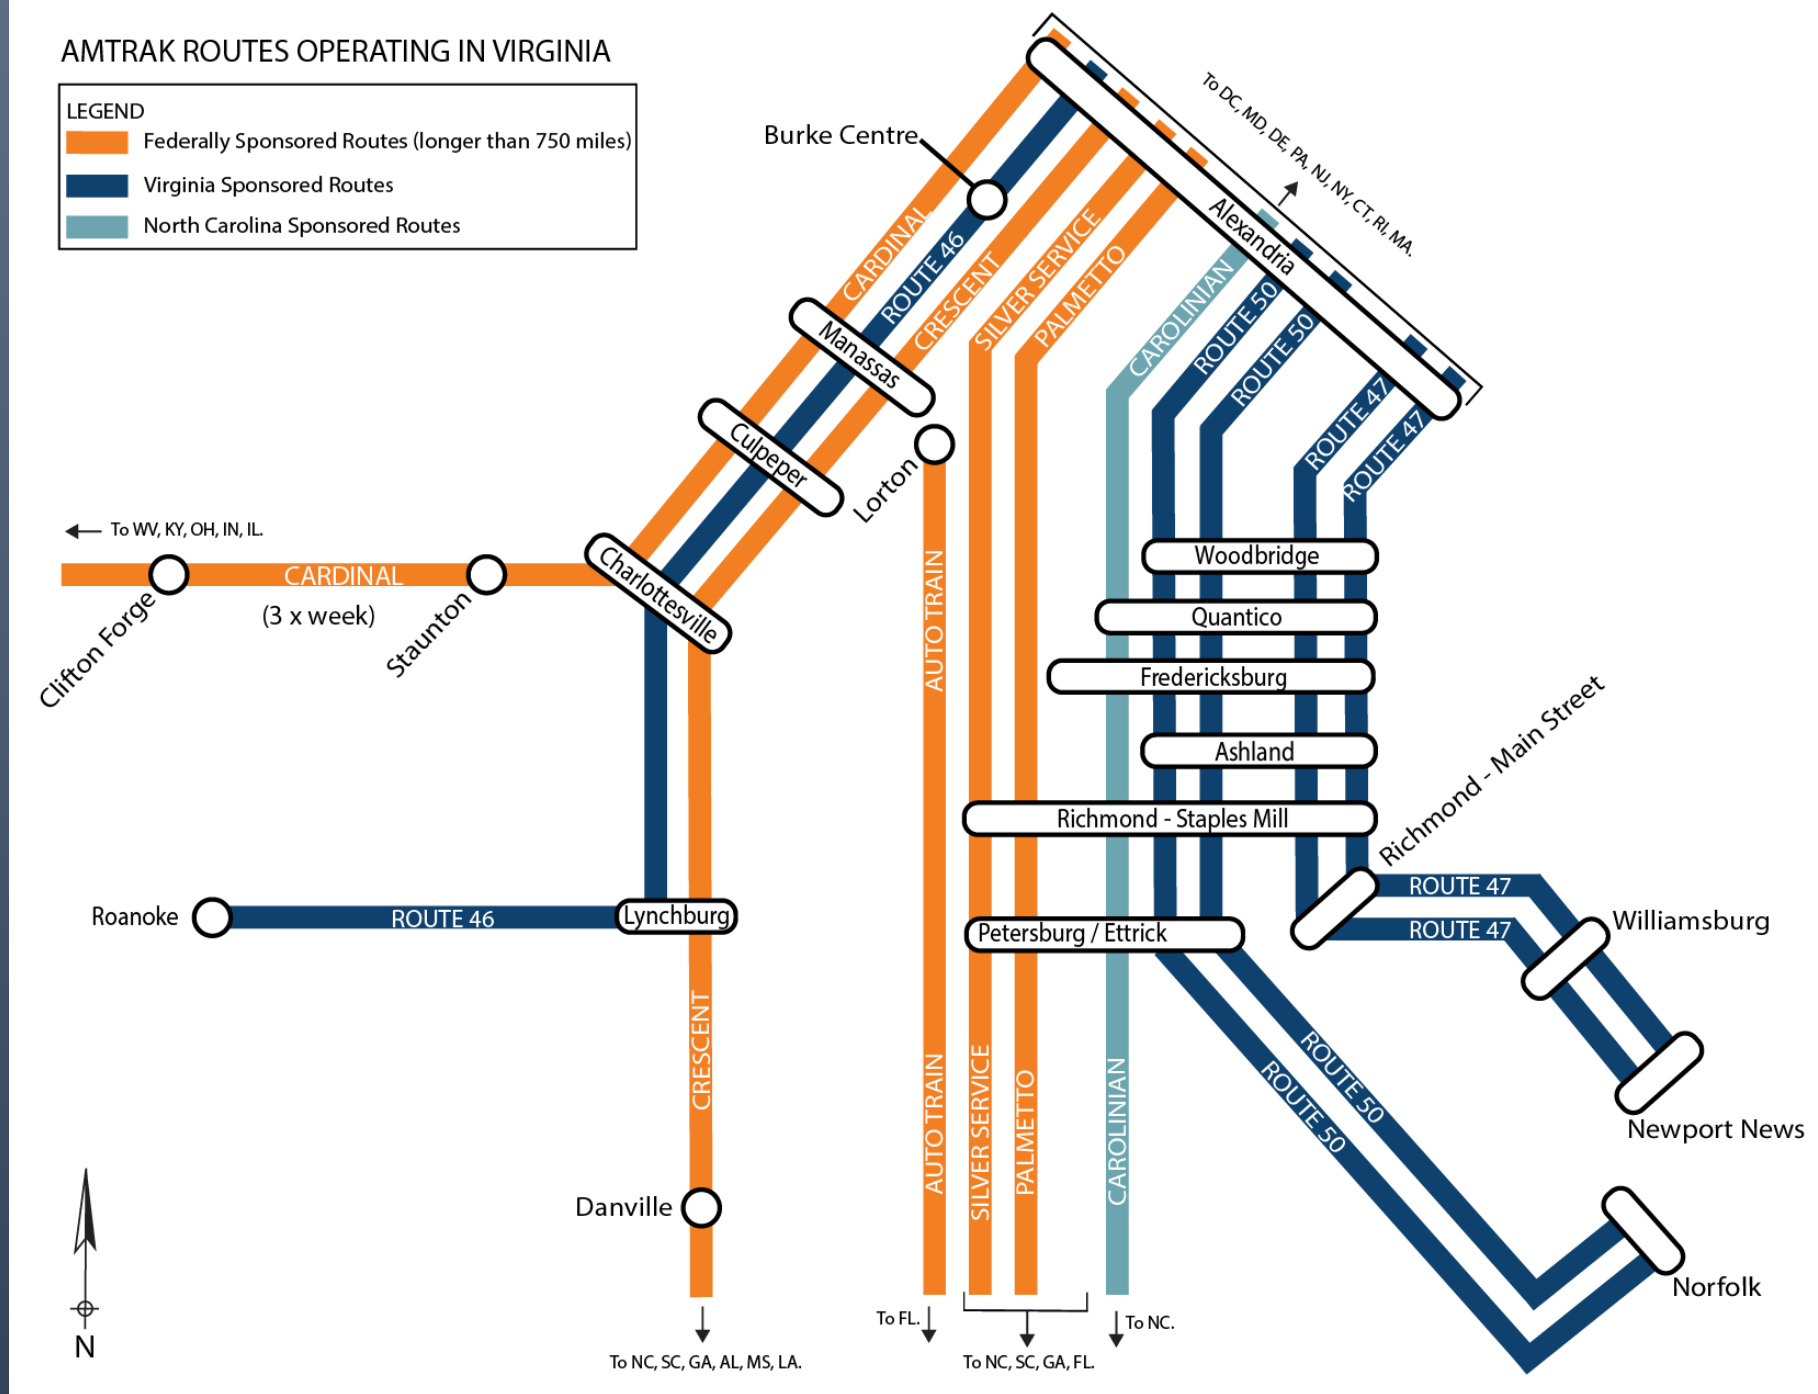 AMTRAK ROUTES OPERATING IN VIRGINIA
LEGEND
Federally Sponsored Routes (longer than 750 miles)
Virginia Sponsored Routes
North Carolina Sponsored Routes
To DC, MD, DE, PA, NJ, NY, CT, RI, MA.
Burke Centre
Alexandria
CARDINAL
ROUTE 46
CRESCENT
SILVER SERVICE
PALMETTO
CAROLINIAN
ROUTE 50
ROUTE 50
ROUTE 47
ROUTE 47
Manassas
Culpeper
Lorton
To WV, KY, OH, IN, IL.
CARDINAL
(3 x week)
Clifton Forge
Staunton
Charlottesville
AUTO TRAIN
Woodbridge
Quantico
Fredericksburg
Ashland
Richmond - Staples Mill
Richmond - Main Street
ROUTE 47
ROUTE 47
Williamsburg
Newport News
Roanoke
ROUTE 46
Lynchburg
Petersburg / Ettrick
CRESCENT
AUTO TRAIN
SILVER SERVICE
PALMETTO
CAROLINIAN
ROUTE 50
ROUTE 50
Norfolk
Danville
N
To NC, SC, GA, AL, MS, LA.
To FL.
To NC, SC, GA, FL.
To NC.